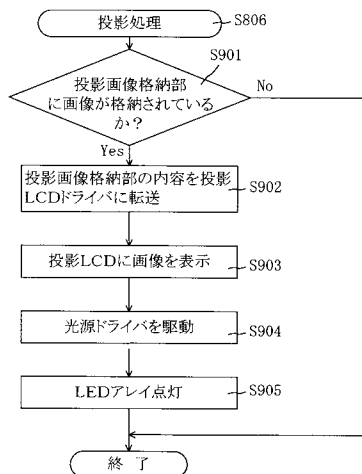 投影処理
S806
S901
投影画像格納部
に画像が格納されている
か？
No
Yes
投影画像格納部の内容を投影
LCDドライバに転送
S902
投影LCDに画像を表示
S903
光源ドライバを駆動
S904
LEDアレイ点灯
S905
終了